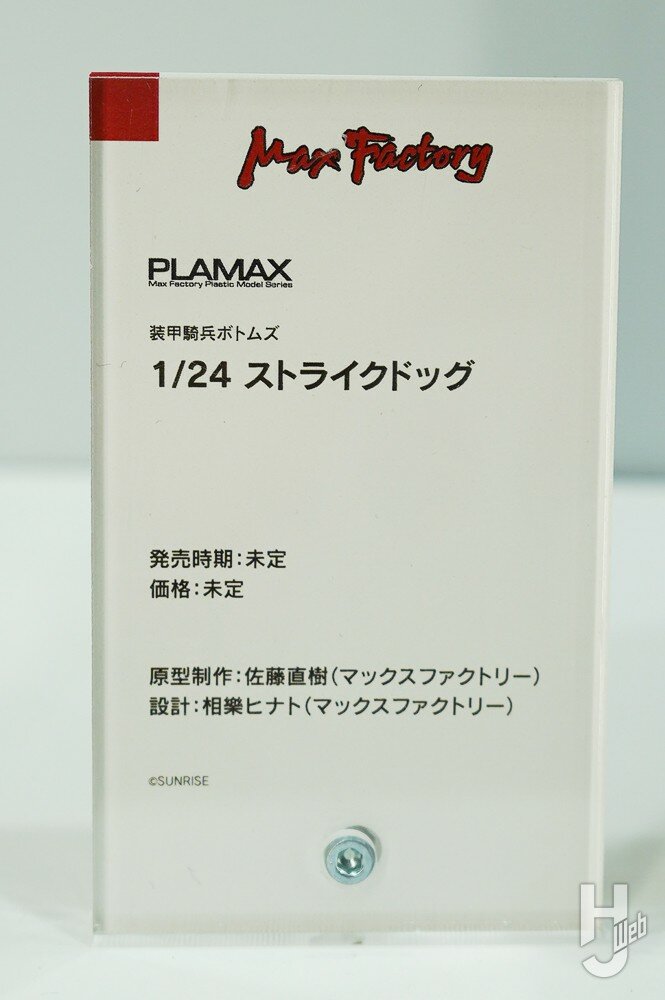 Max Factory
PLAMAX
Max Factory Plastic Model Series
装甲騎兵ボトムズ
1/24 ストライクドッグ
発売時期：未定
価格：未定
原型制作：佐藤直樹（マックスファクトリー）
設計：相樂ヒナト（マックスファクトリー）
©SUNRISE
HJ Web